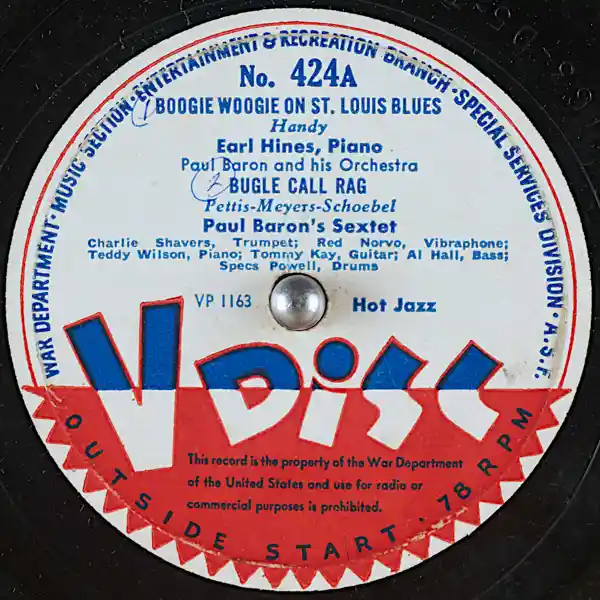 WAR DEPARTMENT · MUSIC SECTION · ENTERTAINMENT & RECREATION BRANCH · SPECIAL SERVICES DIVISION · A.S.F.
No. 424A
1 BOOGIE WOOGIE ON ST. LOUIS BLUES
Handy
Earl Hines, Piano
Paul Baron and his Orchestra
2 BUGLE CALL RAG
Pettis-Meyers-Schoebel
Paul Baron's Sextet
Charlie Shavers, Trumpet; Red Norvo, Vibraphone;
Teddy Wilson, Piano; Tommy Kay, Guitar; Al Hall, Bass;
Specs Powell, Drums
VP 1163 Hot Jazz
V DiSC
This record is the property of the War Department
of the United States and use for radio or
commercial purposes is prohibited.
OUTSIDE START · 78 RPM